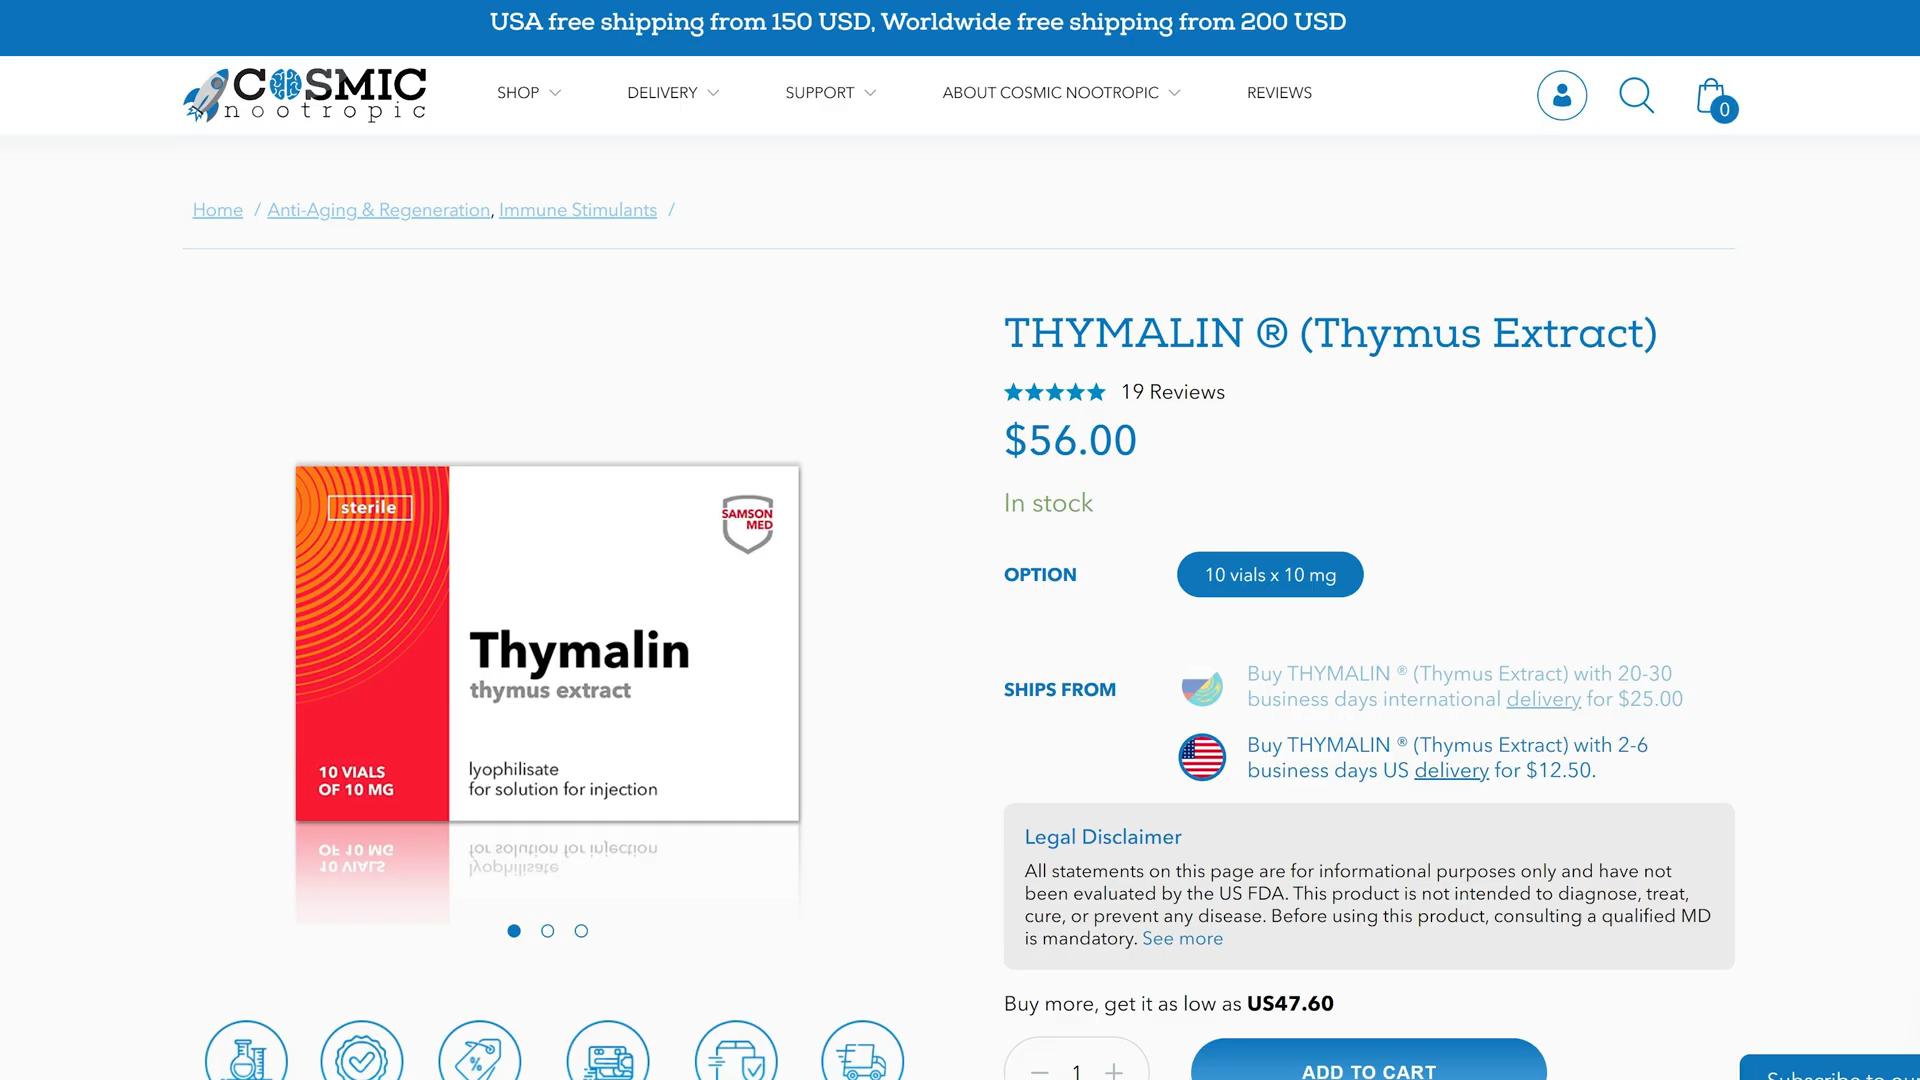 USA free shipping from 150 USD, Worldwide free shipping from 200 USD
COSMIC
nootropic
SHOP
DELIVERY
SUPPORT
ABOUT COSMIC NOOTROPIC
REVIEWS
0
Home / Anti-Aging & Regeneration, Immune Stimulants /
THYMALIN ® (Thymus Extract)
19 Reviews
$56.00
In stock
OPTION
10 vials x 10 mg
SHIPS FROM
Buy THYMALIN ® (Thymus Extract) with 20-30
business days international delivery for $25.00
Buy THYMALIN ® (Thymus Extract) with 2-6
business days US delivery for $12.50.
Legal Disclaimer
All statements on this page are for informational purposes only and have not
been evaluated by the US FDA. This product is not intended to diagnose, treat,
cure, or prevent any disease. Before using this product, consulting a qualified MD
is mandatory. See more
Buy more, get it as low as US47.60
1
ADD TO CART
sterile
SAMSON
MED
Thymalin
thymus extract
10 VIALS
OF 10 MG
lyophilisate
for solution for injection
%